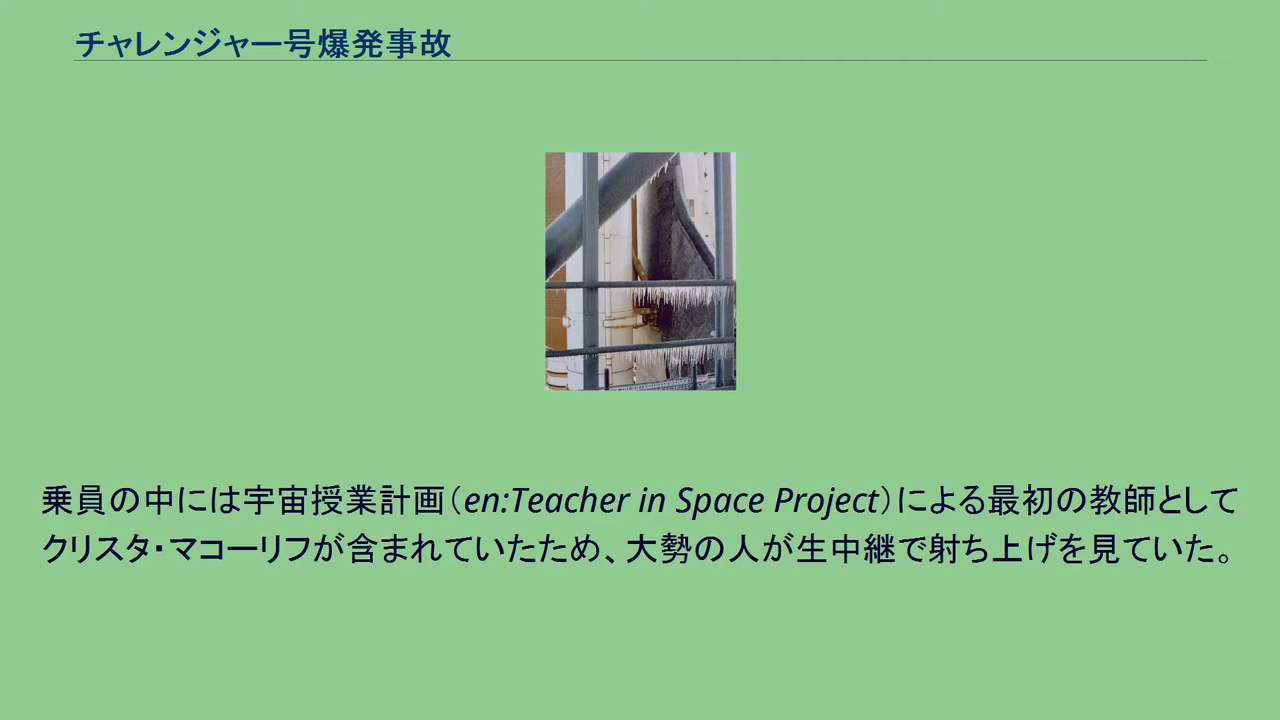 チャレンジャー号爆発事故
乗員の中には宇宙授業計画（en:Teacher in Space Project）による最初の教師として
クリスタ・マコーリフが含まれていたため、大勢の人が生中継で射ち上げを見ていた。